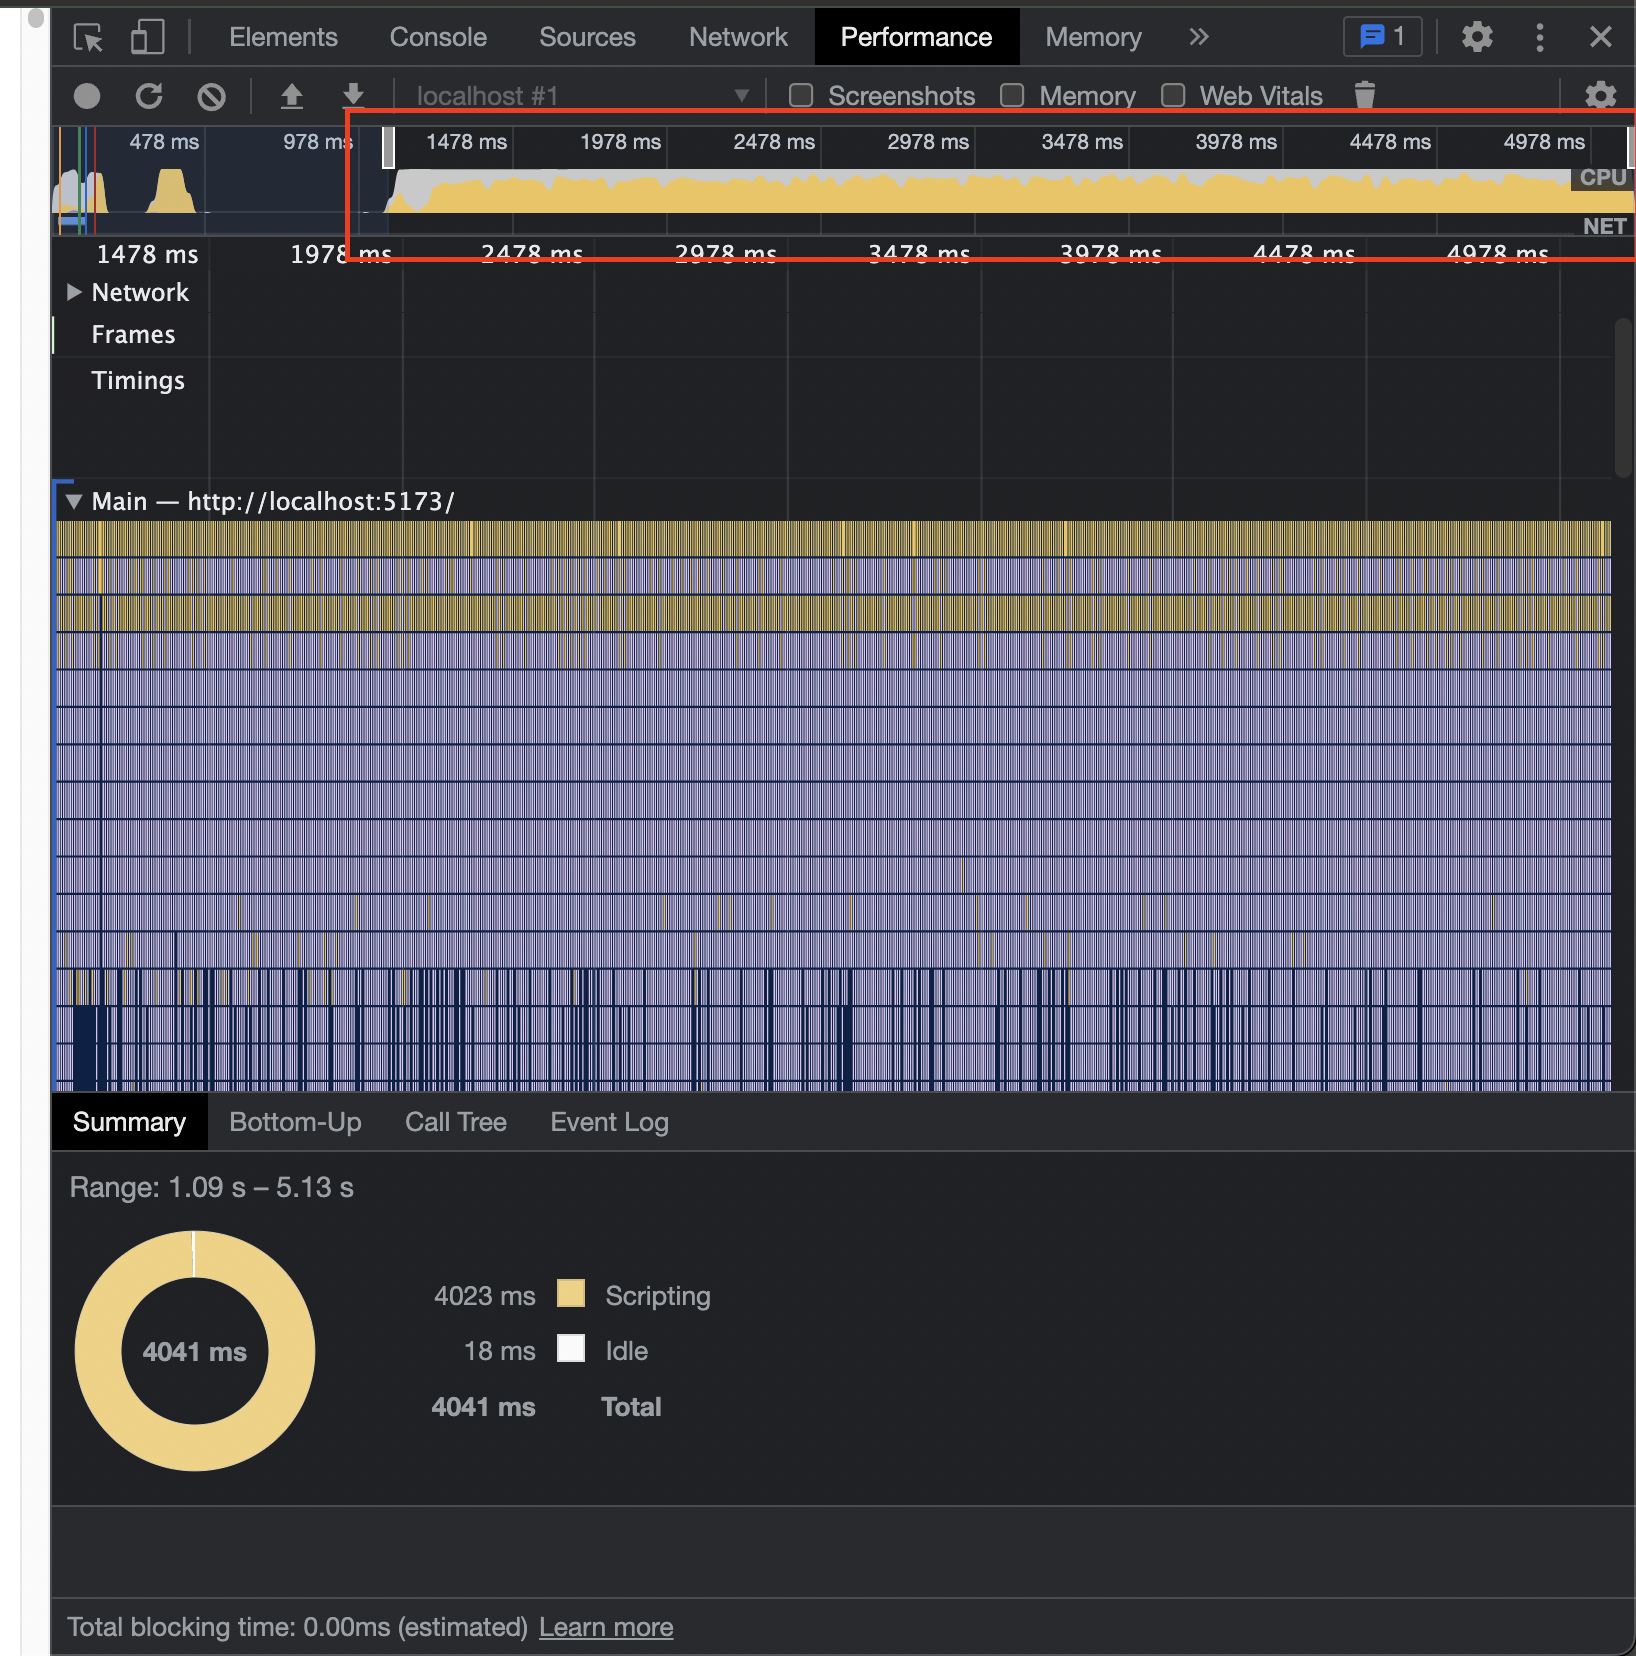 Elements Console Sources Network Performance Memory 1
localhost #1 Screenshots Memory Web Vitals
478 ms 978 ms 1478 ms 1978 ms 2478 ms 2978 ms 3478 ms 3978 ms 4478 ms 4978 ms
CPU
NET
1478 ms 1978 ms 2478 ms 2978 ms 3478 ms 3978 ms 4478 ms 4978 ms
Network
Frames
Timings
Main — http://localhost:5173/
Summary Bottom-Up Call Tree Event Log
Range: 1.09 s – 5.13 s
4023 ms Scripting
4041 ms
18 ms Idle
4041 ms Total
Total blocking time: 0.00ms (estimated) Learn more